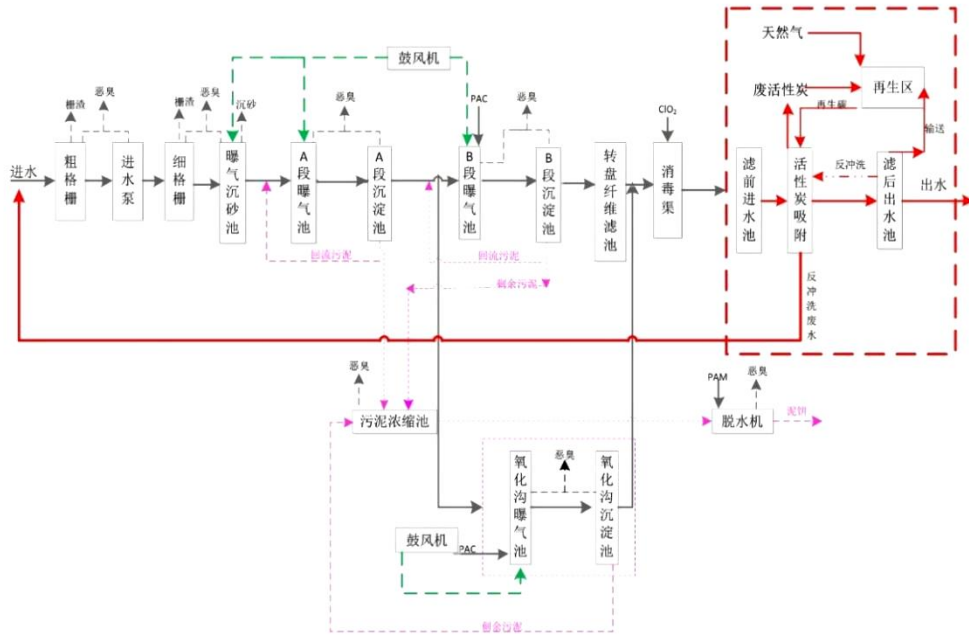 天然气
鼓风机
恶臭
恶臭
恶臭
恶臭
栅渣
栅渣
沉砂
PAC
ClO₂
废活性炭
再生区
再生碳
输送
进水
粗格栅
进水泵
细格栅
曝气沉砂池
A段曝气池
A段沉淀池
B段曝气池
B段沉淀池
转盘纤维滤池
消毒渠
滤前进水池
活性炭吸附
反冲洗
滤后出水池
出水
回流污泥
回流污泥
剩余污泥
反冲洗废水
恶臭
PAM
恶臭
污泥浓缩池
脱水机
泥饼
恶臭
氧化沟曝气池
氧化沟沉淀池
鼓风机
PAC
剩余污泥